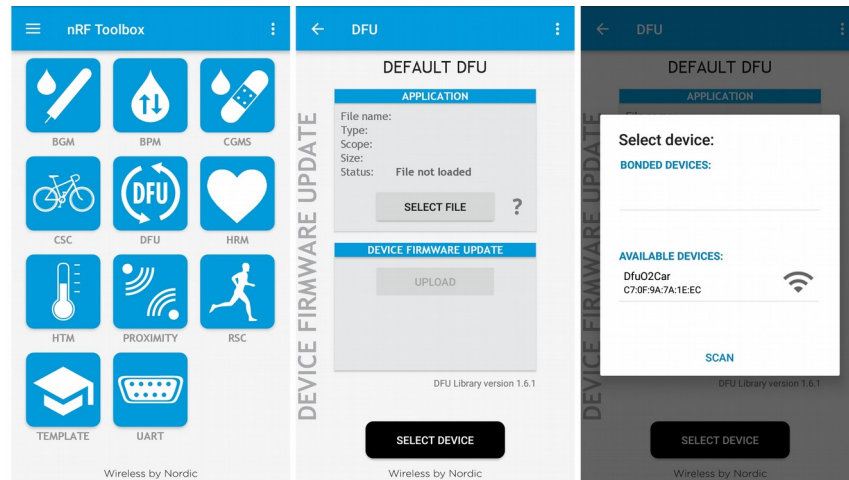 nRF Toolbox
BGM
BPM
CGMS
DFU
CSC
DFU
HRM
HTM
PROXIMITY
RSC
TEMPLATE
UART
Wireless by Nordic
DFU
DEVICE FIRMWARE UPDATE
DEFAULT DFU
APPLICATION
File name:
Type:
Scope:
Size:
Status: File not loaded
SELECT FILE ?
DEVICE FIRMWARE UPDATE
UPLOAD
DFU Library version 1.6.1
SELECT DEVICE
Wireless by Nordic
DFU
DEVICE FIRMWARE UPDATE
DEFAULT DFU
APPLICATION
Select device:
BONDED DEVICES:
AVAILABLE DEVICES:
DfuO2Car
C7:0F:9A:7A:1E:EC
SCAN
DFU Library version 1.6.1
SELECT DEVICE
Wireless by Nordic